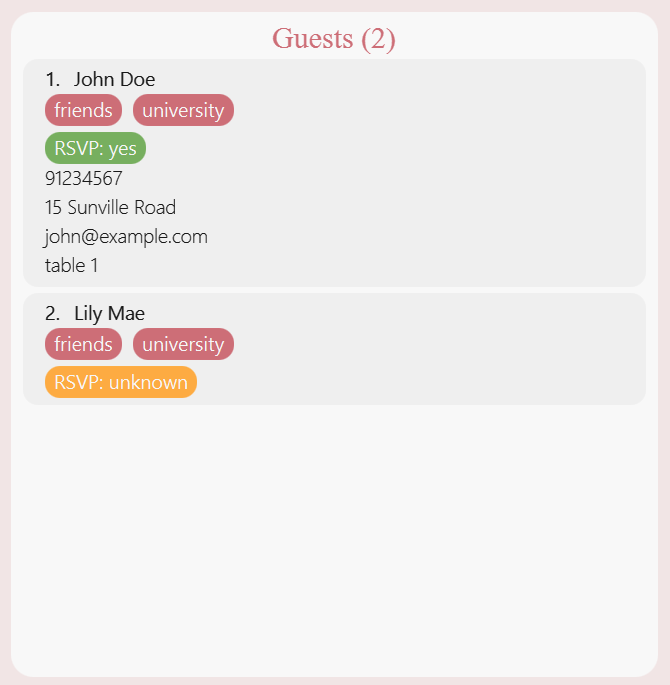 Guests (2)
1. John Doe
friends university
RSVP: yes
91234567
15 Sunville Road
john@example.com
table 1
2. Lily Mae
friends university
RSVP: unknown